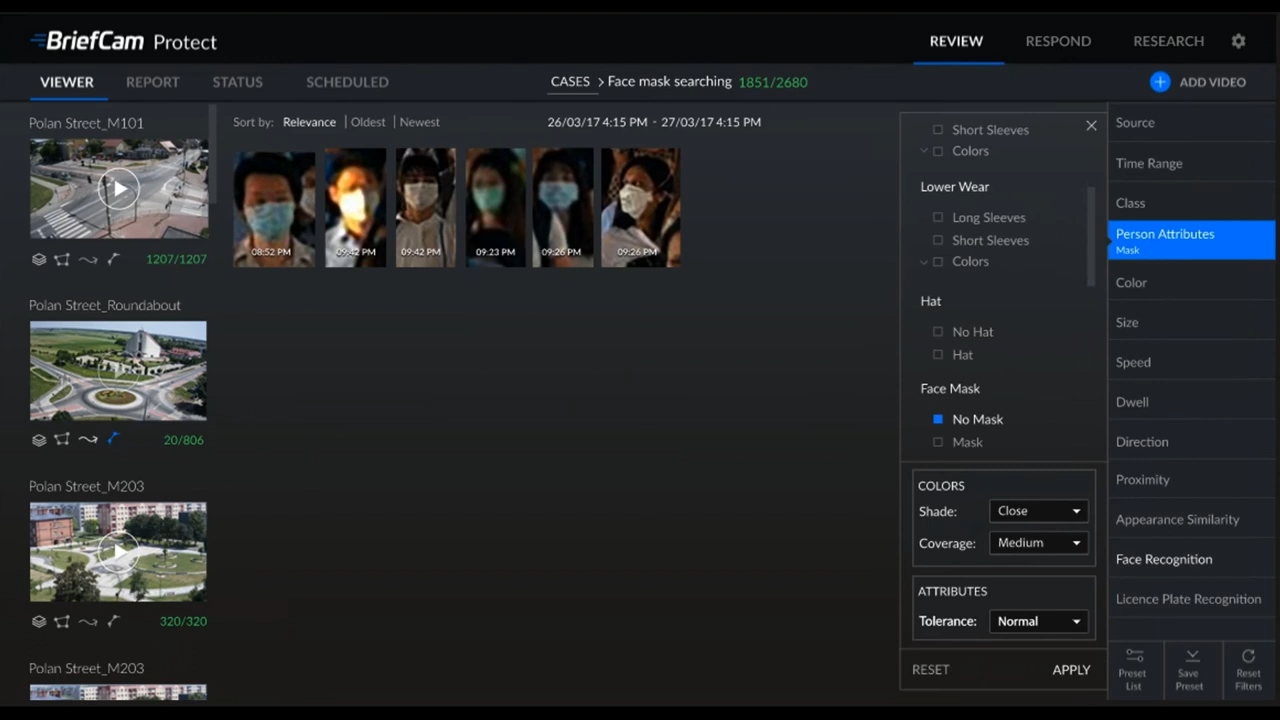 BriefCam Protect
REVIEW RESPOND RESEARCH
VIEWER REPORT STATUS SCHEDULED
CASES > Face mask searching 1851/2680
+ ADD VIDEO
Polan Street_M101
1207/1207
Polan Street_Roundabout
20/806
Polan Street_M203
320/320
Polan Street_M203
Sort by: Relevance | Oldest | Newest
26/03/17 4:15 PM - 27/03/17 4:15 PM
08:52 PM
09:42 PM
09:42 PM
09:23 PM
09:26 PM
09:26 PM
Short Sleeves
Colors
Lower Wear
Long Sleeves
Short Sleeves
Colors
Hat
No Hat
Hat
Face Mask
No Mask
Mask
COLORS
Shade: Close
Coverage: Medium
ATTRIBUTES
Tolerance: Normal
RESET APPLY
Source
Time Range
Class
Person Attributes
Mask
Color
Size
Speed
Dwell
Direction
Proximity
Appearance Similarity
Face Recognition
Licence Plate Recognition
Preset List
Save Preset
Reset Filters